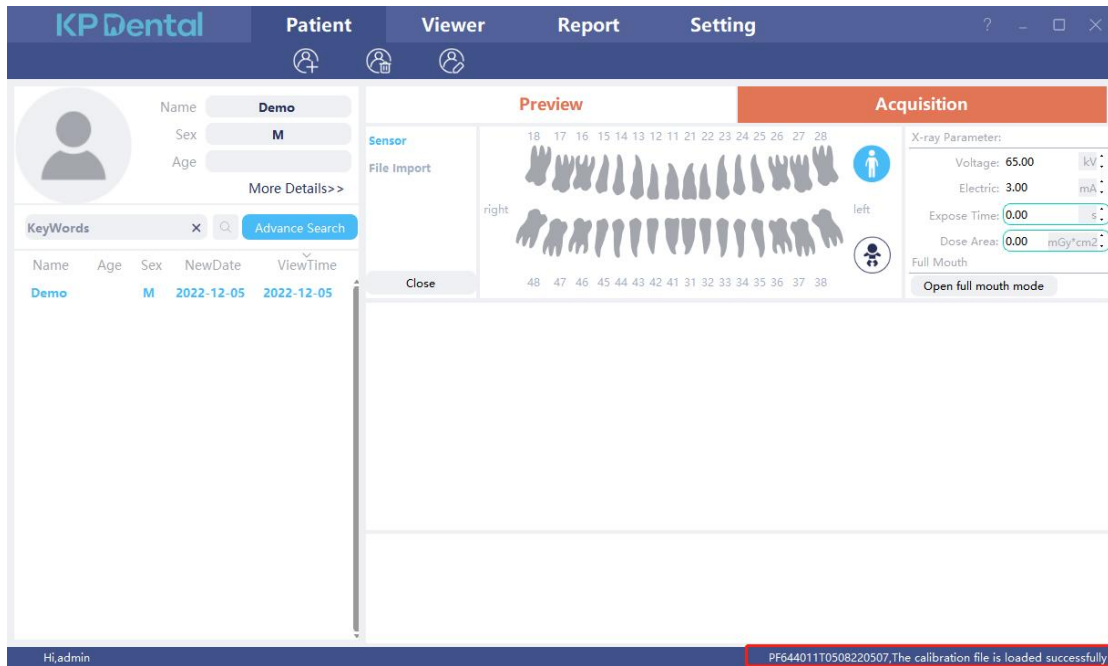 KP Dental
Patient
Viewer
Report
Setting
?
Name
Demo
Sex
M
Age
More Details>>
KeyWords
Advance Search
Name Age Sex NewDate ViewTime
Demo M 2022-12-05 2022-12-05
Preview
Acquisition
Sensor
File Import
Close
18 17 16 15 14 13 12 11 21 22 23 24 25 26 27 28
right
left
48 47 46 45 44 43 42 41 31 32 33 34 35 36 37 38
X-ray Parameter:
Voltage: 65.00 kV
Electric: 3.00 mA
Expose Time: 0.00 s
Dose Area: 0.00 mGy*cm2
Full Mouth
Open full mouth mode
Hi,admin
PF644011T0508220507,The calibration file is loaded successfully